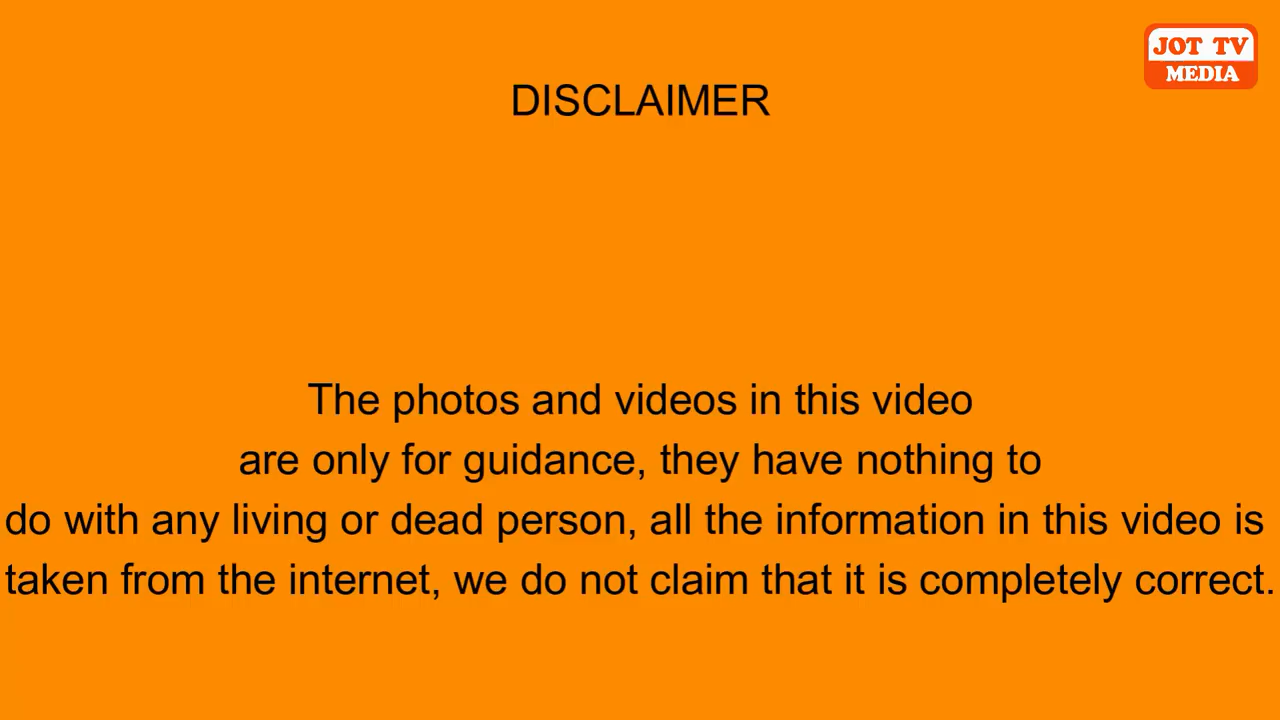 JOT TV
MEDIA
DISCLAIMER
The photos and videos in this video
are only for guidance, they have nothing to
do with any living or dead person, all the information in this video is
taken from the internet, we do not claim that it is completely correct.